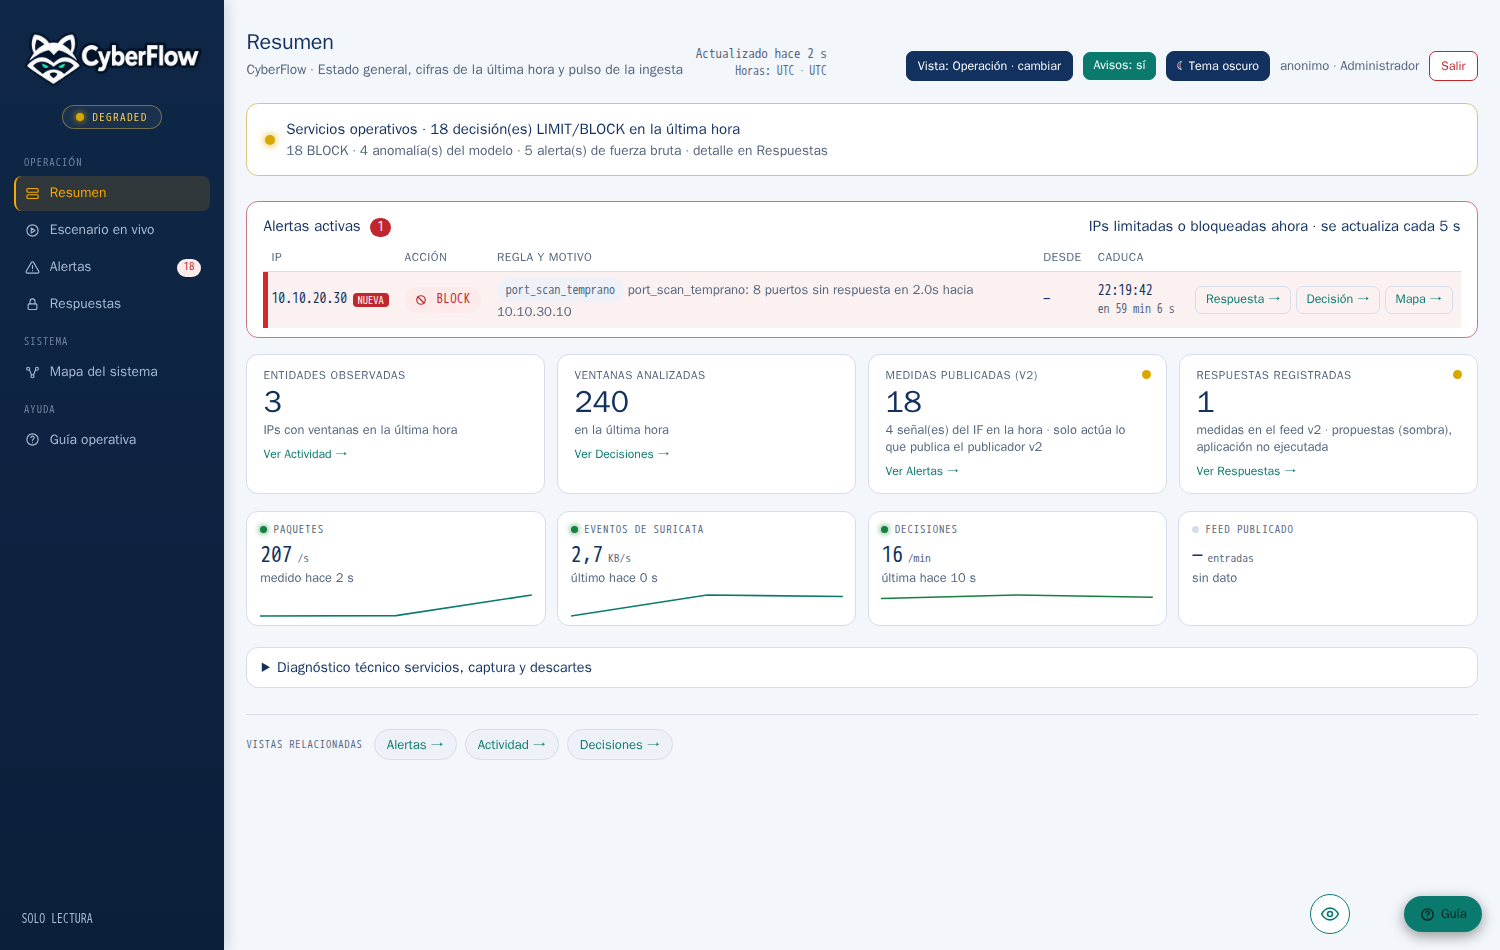 CyberFlow
DEGRADED
OPERACIÓN
Resumen
Escenario en vivo
Alertas 18
Respuestas
SISTEMA
Mapa del sistema
AYUDA
Guía operativa
SOLO LECTURA
Resumen
CyberFlow · Estado general, cifras de la última hora y pulso de la ingesta
Actualizado hace 2 s
Horas: UTC · UTC
Vista: Operación · cambiar
Avisos: sí
☾ Tema oscuro
anonimo · Administrador
Salir
Servicios operativos · 18 decisión(es) LIMIT/BLOCK en la última hora
18 BLOCK · 4 anomalía(s) del modelo · 5 alerta(s) de fuerza bruta · detalle en Respuestas
Alertas activas 1
IPs limitadas o bloqueadas ahora · se actualiza cada 5 s
IP ACCIÓN REGLA Y MOTIVO DESDE CADUCA
10.10.20.30 NUEVA BLOCK port_scan_temprano port_scan_temprano: 8 puertos sin respuesta en 2.0s hacia
10.10.30.10
— 22:19:42
en 59 min 6 s
Respuesta → Decisión → Mapa →
ENTIDADES OBSERVADAS
3
IPs con ventanas en la última hora
Ver Actividad →
VENTANAS ANALIZADAS
240
en la última hora
Ver Decisiones →
MEDIDAS PUBLICADAS (V2)
18
4 señal(es) del IF en la hora · solo actúa lo
que publica el publicador v2
Ver Alertas →
RESPUESTAS REGISTRADAS
1
medidas en el feed v2 · propuestas (sombra),
aplicación no ejecutada
Ver Respuestas →
PAQUETES
207 /s
medido hace 2 s
EVENTOS DE SURICATA
2,7 KB/s
último hace 0 s
DECISIONES
16 /min
última hace 10 s
FEED PUBLICADO
— entradas
sin dato
▶ Diagnóstico técnico servicios, captura y descartes
VISTAS RELACIONADAS Alertas → Actividad → Decisiones →
Guía